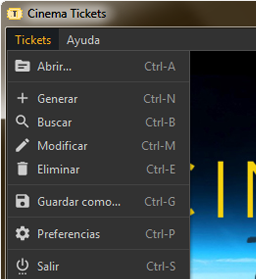 T Cinema Tickets
Tickets Ayuda
Abrir... Ctrl-A
Generar Ctrl-N
Buscar Ctrl-B
Modificar Ctrl-M
Eliminar Ctrl-E
Guardar como... Ctrl-G
Preferencias Ctrl-P
Salir Ctrl-S
IN